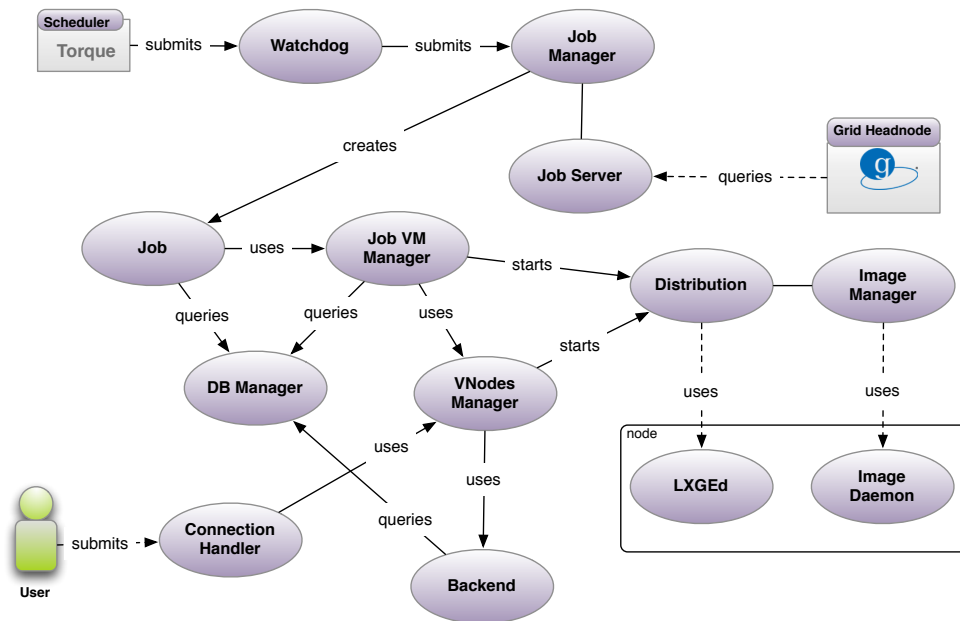 Scheduler
Torque
submits
Watchdog
submits
Job
Manager
creates
Job Server
queries
Grid Headnode
g
Job
uses
Job VM
Manager
starts
Distribution
Image
Manager
queries
queries
uses
starts
DB Manager
VNodes
Manager
uses
uses
node
uses
uses
LXGEd
Image
Daemon
User
submits
Connection
Handler
queries
Backend